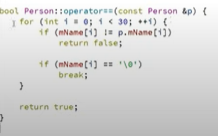 bool Person::operator==(const Person &p) {
for (int i = 0; i < 30; ++i) {
if (mName[i] != p.mName[i])
return false;
if (mName[i] == '\0')
break;
}
return true;
}